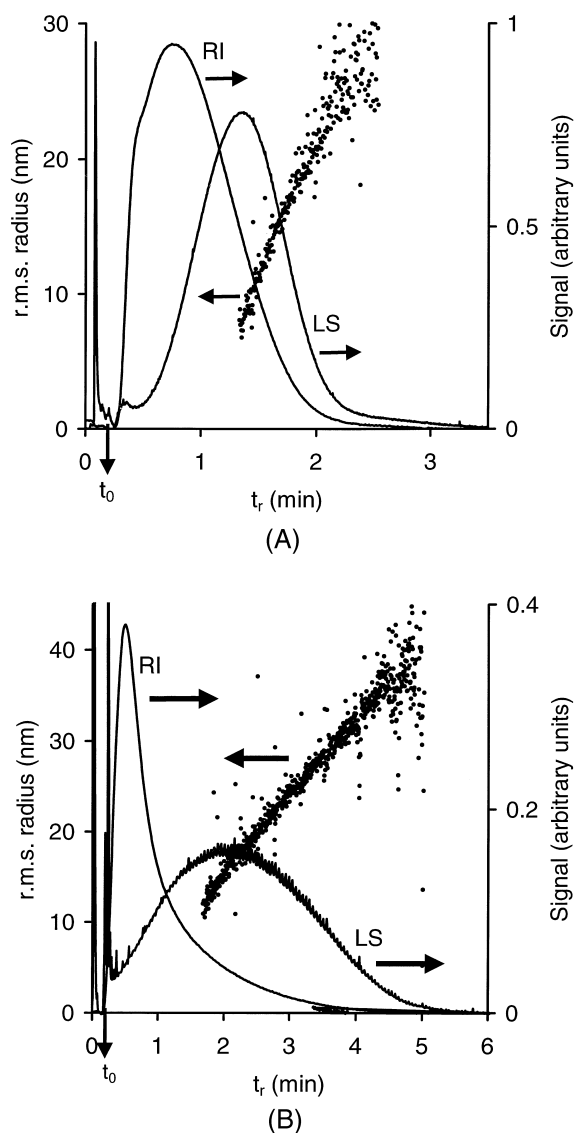 30
20
10
0
r.m.s. radius (nm)
RI
LS
1
0.5
0
Signal (arbitrary units)
0
1
2
3
t0
tr (min)
(A)
40
30
20
10
0
r.m.s. radius (nm)
RI
LS
0.4
0.2
0
Signal (arbitrary units)
0
1
2
3
4
5
6
t0
tr (min)
(B)